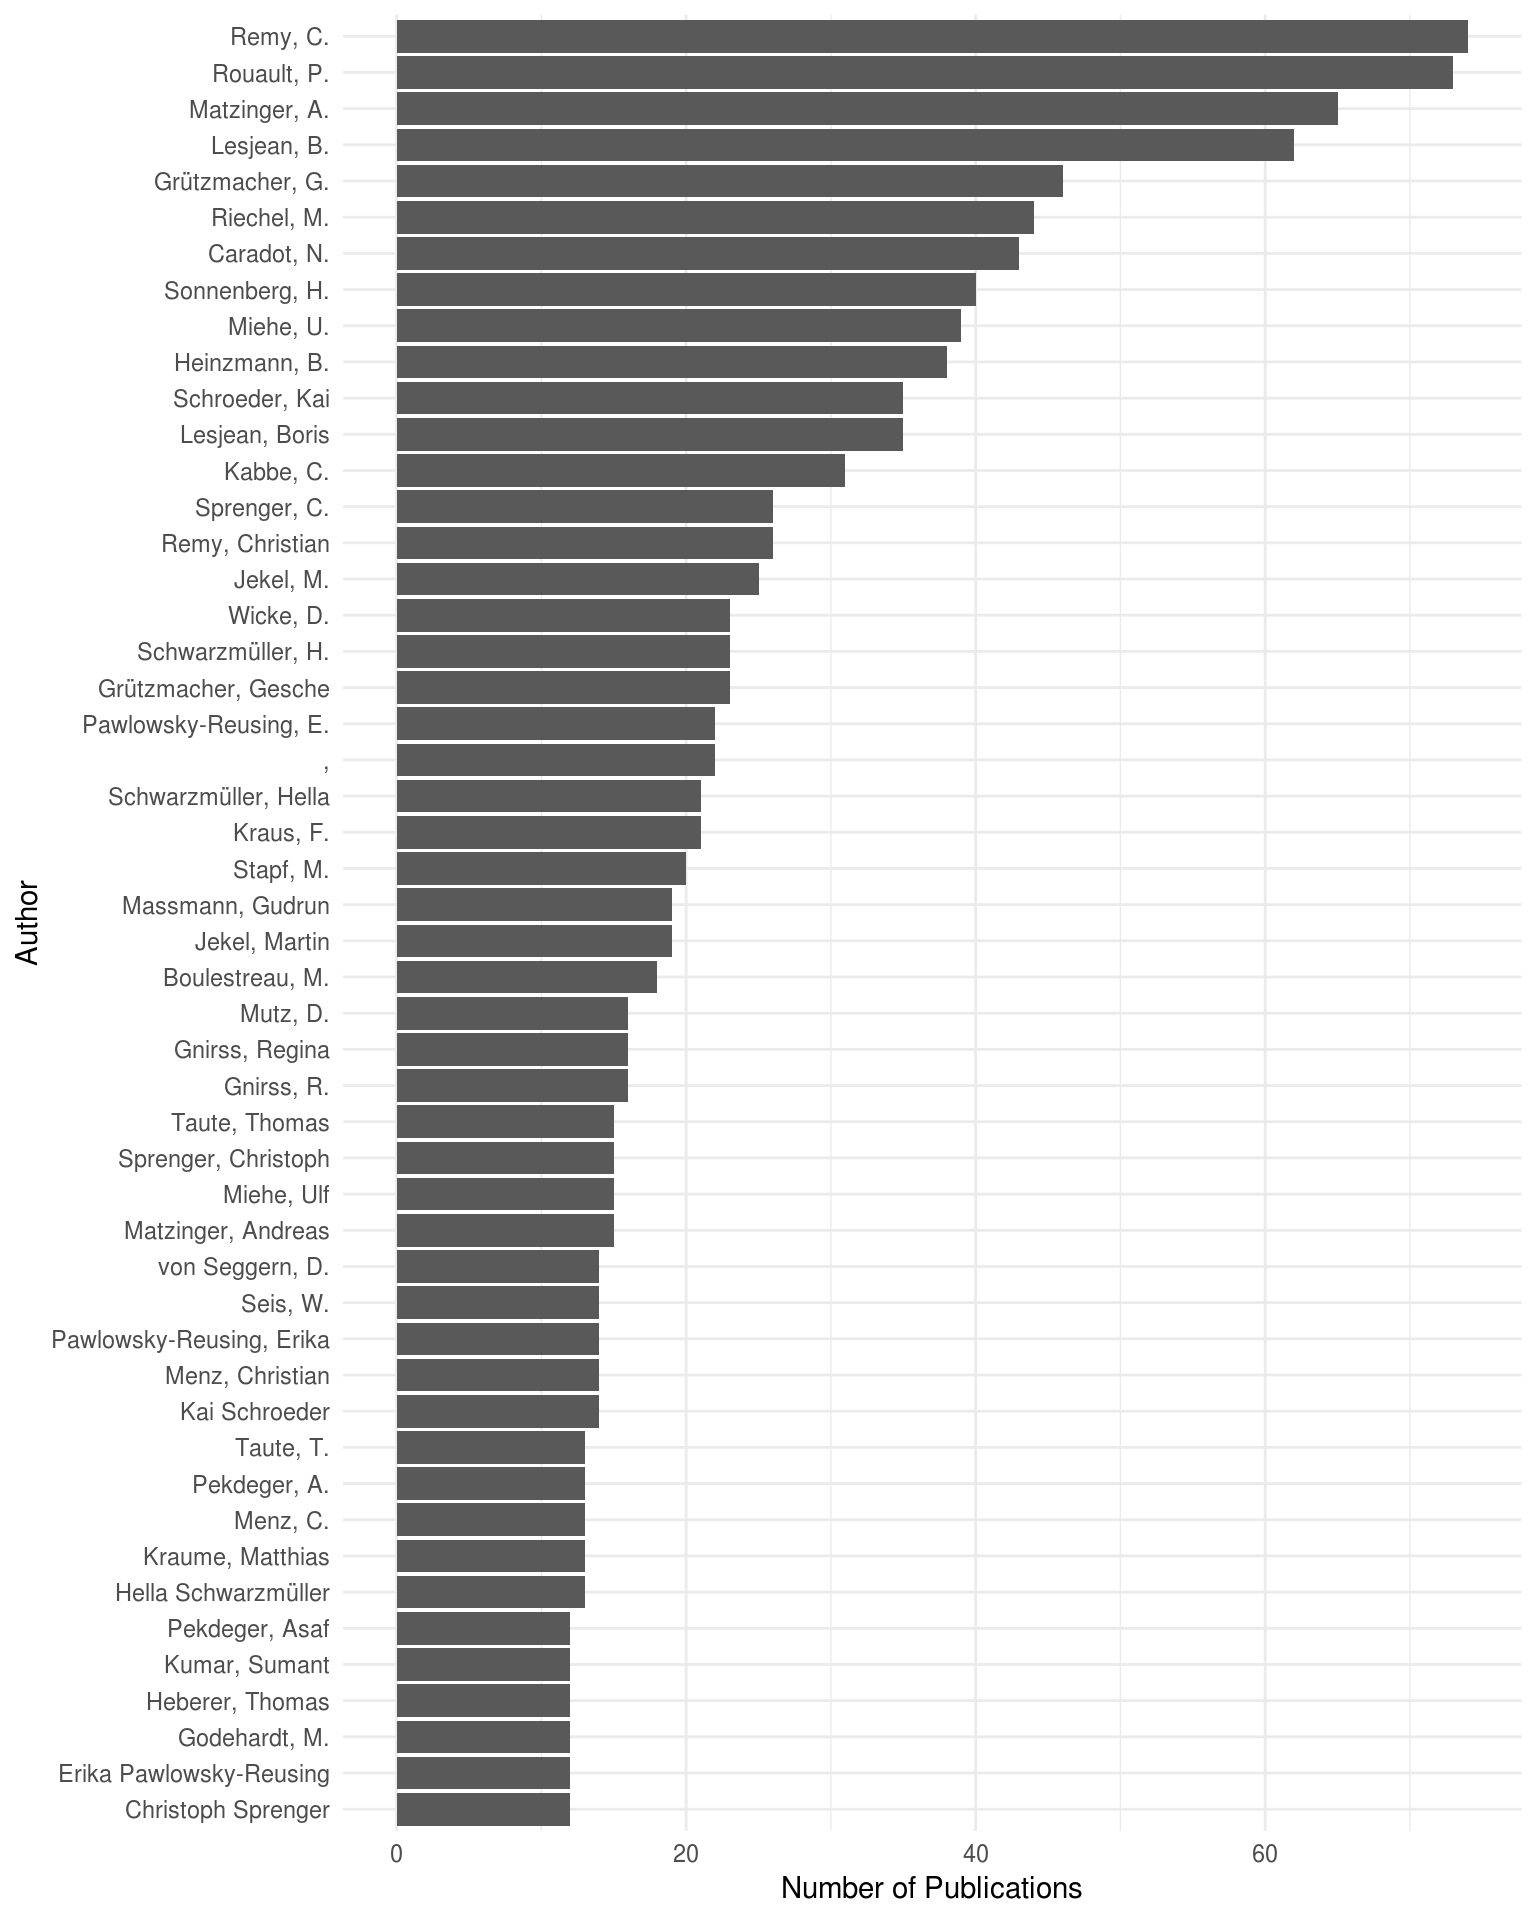 Remy, C.
Rouault, P.
Matzinger, A.
Lesjean, B.
Grützmacher, G.
Riechel, M.
Caradot, N.
Sonnenberg, H.
Miehe, U.
Heinzmann, B.
Schroeder, Kai
Lesjean, Boris
Kabbe, C.
Sprenger, C.
Remy, Christian
Jekel, M.
Wicke, D.
Schwarzmüller, H.
Grützmacher, Gesche
Pawlowsky-Reusing, E.
,
Schwarzmüller, Hella
Kraus, F.
Stapf, M.
Massmann, Gudrun
Jekel, Martin
Boulestreau, M.
Mutz, D.
Gnirss, Regina
Gnirss, R.
Taute, Thomas
Sprenger, Christoph
Miehe, Ulf
Matzinger, Andreas
von Seggern, D.
Seis, W.
Pawlowsky-Reusing, Erika
Menz, Christian
Kai Schroeder
Taute, T.
Pekdeger, A.
Menz, C.
Kraume, Matthias
Hella Schwarzmüller
Pekdeger, Asaf
Kumar, Sumant
Heberer, Thomas
Godehardt, M.
Erika Pawlowsky-Reusing
Christoph Sprenger
Author
0 20 40 60
Number of Publications